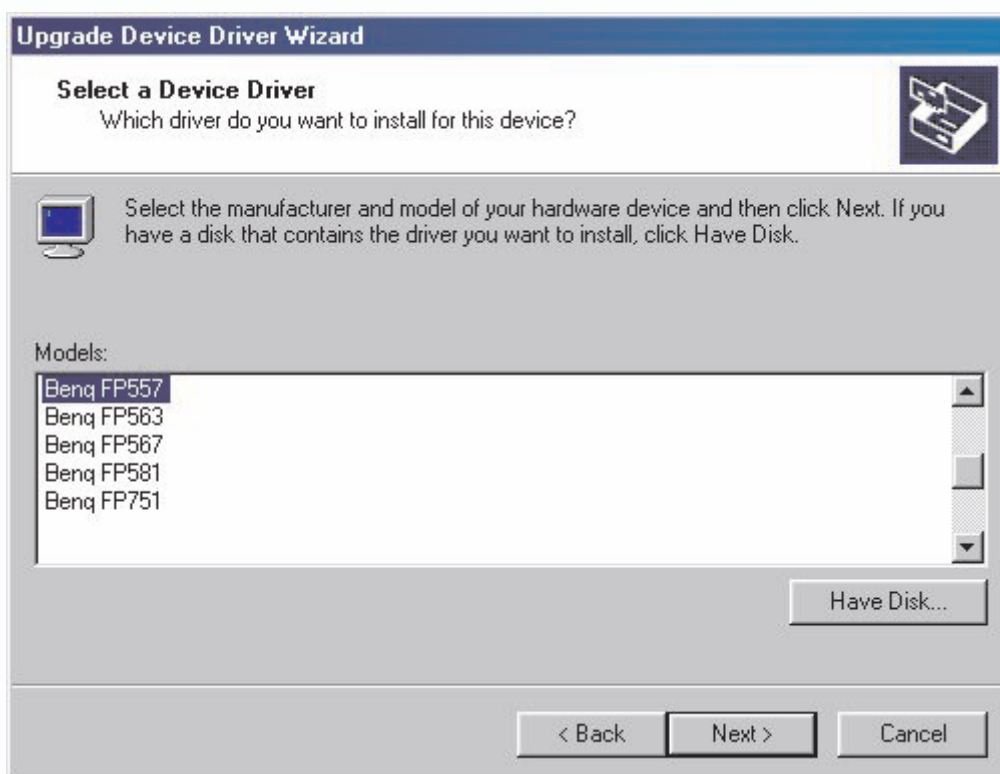 Upgrade Device Driver Wizard
Select a Device Driver
Which driver do you want to install for this device?
Select the manufacturer and model of your hardware device and then click Next. If you
have a disk that contains the driver you want to install, click Have Disk.
Models:
Benq FP557
Benq FP563
Benq FP567
Benq FP581
Benq FP751
Have Disk...
< Back
Next >
Cancel